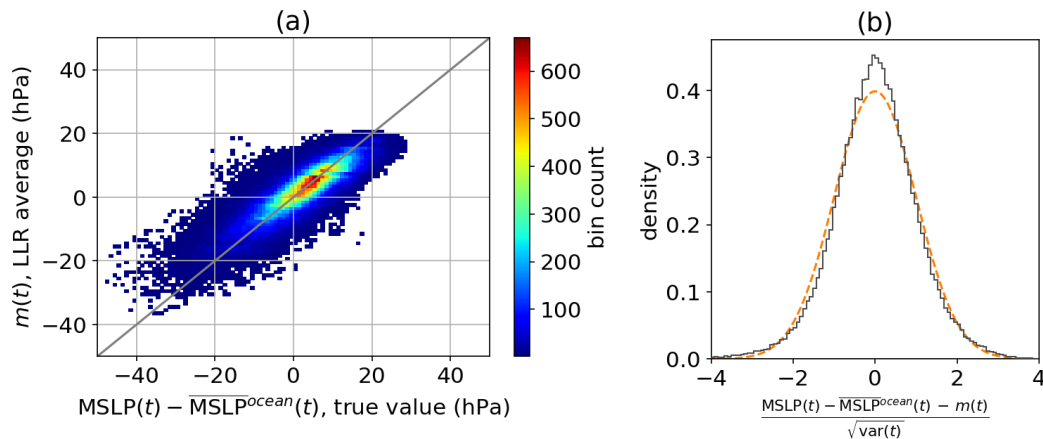 (a)
40
20
0
−20
−40
m(t), LLR average (hPa)
−40 −20 0 20 40
MSLP(t) − \overline{MSLP}^{ocean}(t), true value (hPa)
600
500
400
300
200
100
bin count
(b)
0.4
0.3
0.2
0.1
0.0
density
−4 −2 0 2 4
MSLP(t) − \overline{MSLP}^{ocean}(t) − m(t)
√var(t)